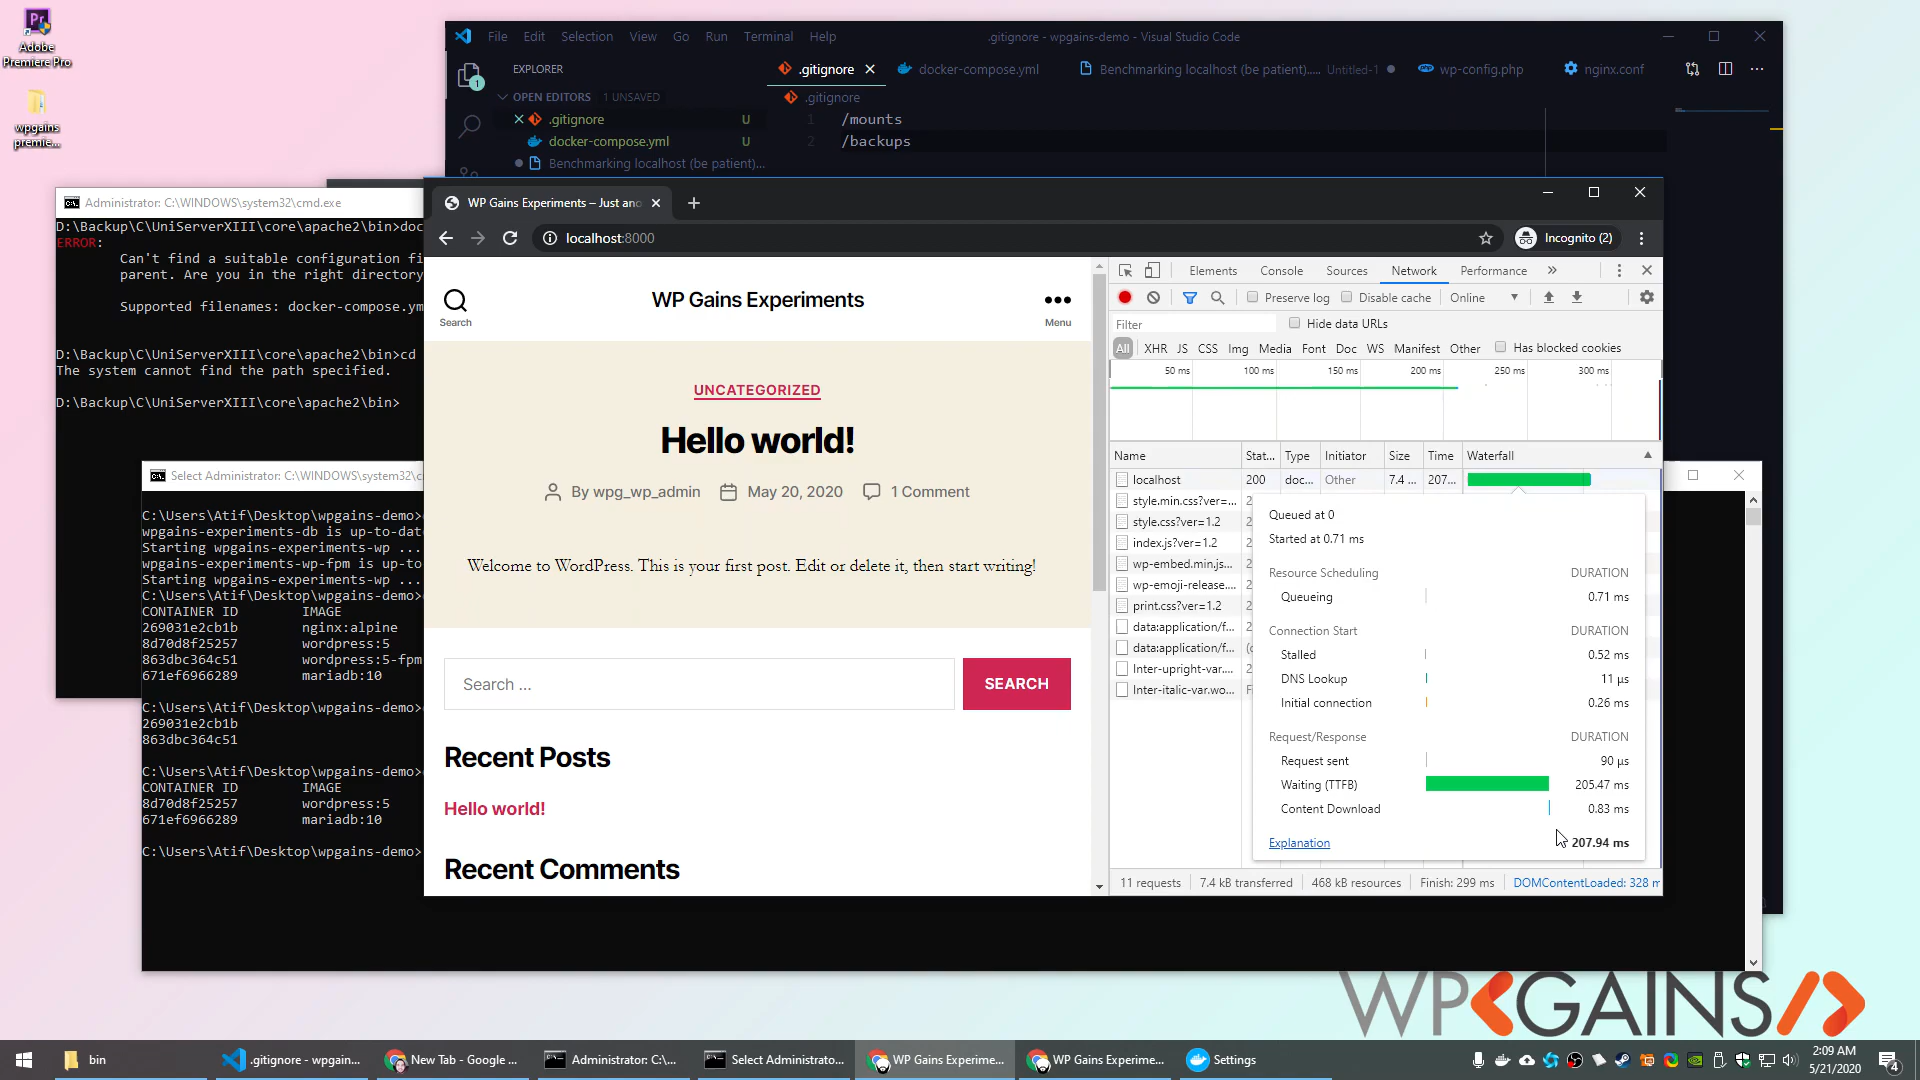 Adobe
Premiere Pro
wpgains
premie...
File Edit Selection View Go Run Terminal Help
.gitignore - wpgains-demo - Visual Studio Code
1
EXPLORER
.gitignore
docker-compose.yml
Benchmarking localhost (be patient)..... Untitled-1
wp-config.php
nginx.conf
OPEN EDITORS 1 UNSAVED
.gitignore
.gitignore U
docker-compose.yml U
Benchmarking localhost (be patient)...
1 /mounts
2 /backups
Administrator: C:\WINDOWS\system32\cmd.exe
D:\Backup\C\UniServerXIII\core\apache2\bin>doc
ERROR:
Can't find a suitable configuration fi
parent. Are you in the right directory
Supported filenames: docker-compose.ym
D:\Backup\C\UniServerXIII\core\apache2\bin>cd
The system cannot find the path specified.
D:\Backup\C\UniServerXIII\core\apache2\bin>
Select Administrator: C:\WINDOWS\system32\c
C:\Users\Atif\Desktop\wpgains-demo>
wpgains-experiments-db is up-to-dat
Starting wpgains-experiments-wp ...
wpgains-experiments-wp-fpm is up-to
Starting wpgains-experiments-wp ...
C:\Users\Atif\Desktop\wpgains-demo>
CONTAINER ID IMAGE
269031e2cb1b nginx:alpine
8d70d8f25257 wordpress:5
863dbc364c51 wordpress:5-fpm
671ef6966289 mariadb:10
C:\Users\Atif\Desktop\wpgains-demo>
269031e2cb1b
863dbc364c51
C:\Users\Atif\Desktop\wpgains-demo>
CONTAINER ID IMAGE
8d70d8f25257 wordpress:5
671ef6966289 mariadb:10
C:\Users\Atif\Desktop\wpgains-demo>
WP Gains Experiments – Just ano
localhost:8000
Incognito (2)
Search
WP Gains Experiments
Menu
UNCATEGORIZED
Hello world!
By wpg_wp_admin May 20, 2020 1 Comment
Welcome to WordPress. This is your first post. Edit or delete it, then start writing!
Search ...
SEARCH
Recent Posts
Hello world!
Recent Comments
Elements Console Sources Network Performance
Preserve log Disable cache Online
Filter
Hide data URLs
All XHR JS CSS Img Media Font Doc WS Manifest Other Has blocked cookies
50 ms 100 ms 150 ms 200 ms 250 ms 300 ms
Name Stat... Type Initiator Size Time Waterfall
localhost 200 doc... Other 7.4 ... 207...
style.min.css?ver=... 2
style.css?ver=1.2 2
index.js?ver=1.2 2
wp-embed.min.js... 2
wp-emoji-release.... 2
print.css?ver=1.2 2
data:application/f... 2
data:application/f... (
Inter-upright-var.... 2
Inter-italic-var.wo... F
Queued at 0
Started at 0.71 ms
Resource Scheduling DURATION
Queueing 0.71 ms
Connection Start DURATION
Stalled 0.52 ms
DNS Lookup 11 µs
Initial connection 0.26 ms
Request/Response DURATION
Request sent 90 µs
Waiting (TTFB) 205.47 ms
Content Download 0.83 ms
Explanation 207.94 ms
11 requests 7.4 kB transferred 468 kB resources Finish: 299 ms DOMContentLoaded: 328 m
WPGAINS
bin
.gitignore - wpgain...
New Tab - Google ...
Administrator: C:\...
Select Administrato...
WP Gains Experime...
WP Gains Experime...
Settings
2:09 AM
5/21/2020
4